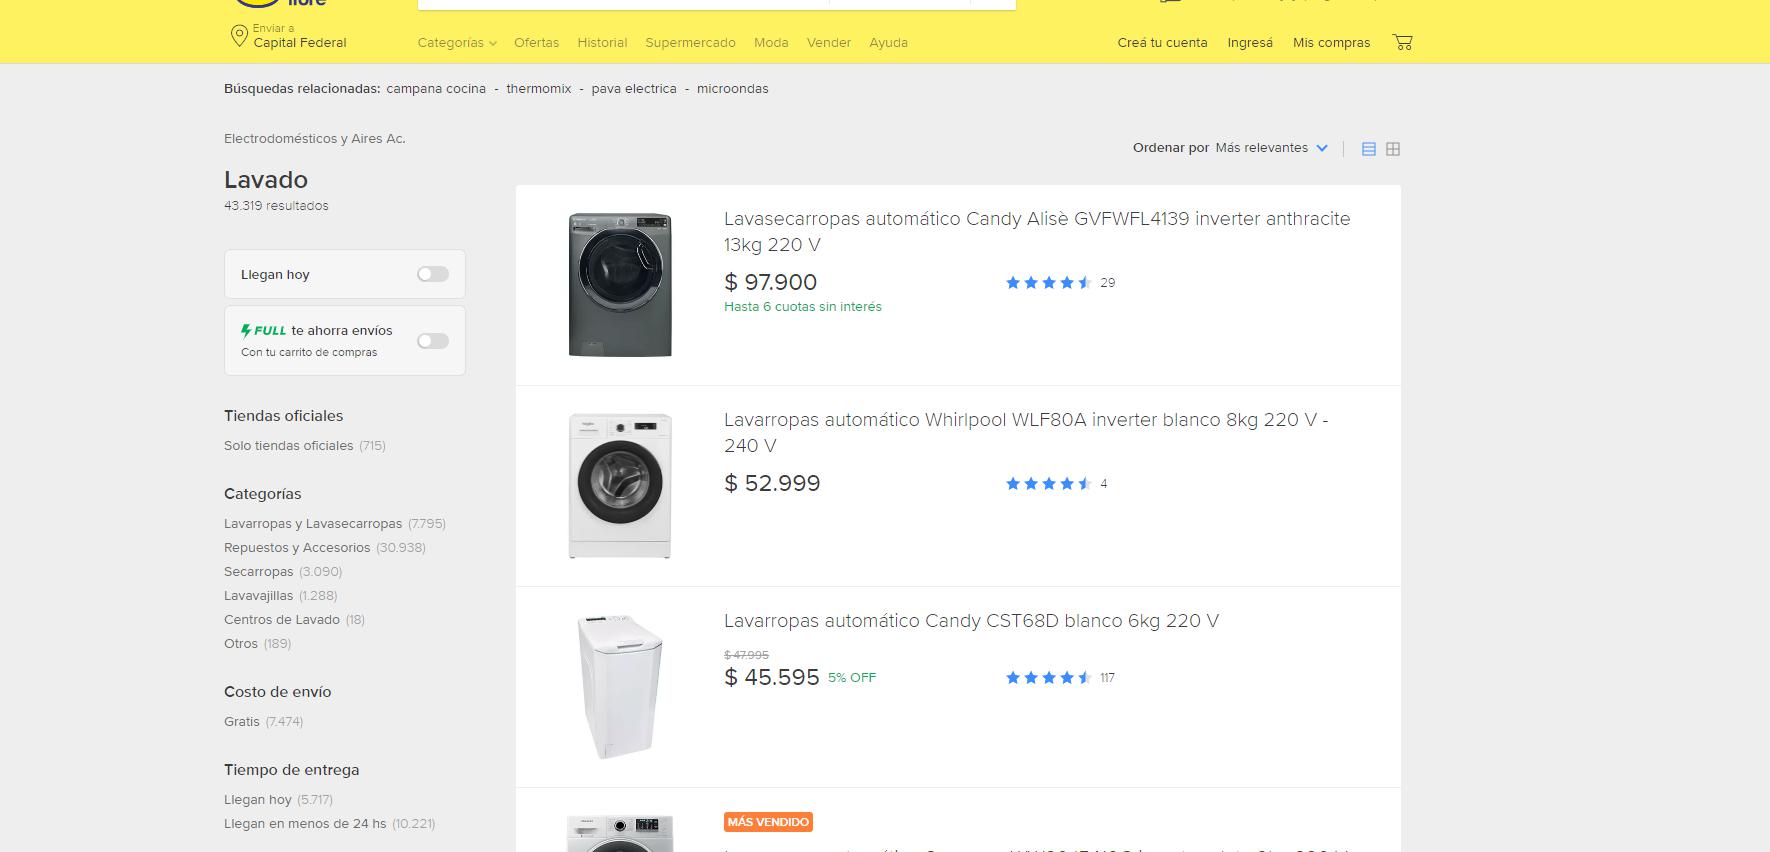 libre
Enviar a
Capital Federal
Categorías
Ofertas
Historial
Supermercado
Moda
Vender
Ayuda
Creá tu cuenta
Ingresá
Mis compras
Búsquedas relacionadas: campana cocina - thermomix - pava electrica - microondas
Electrodomésticos y Aires Ac.
Lavado
43.319 resultados
Ordenar por Más relevantes
Llegan hoy
FULL te ahorra envíos
Con tu carrito de compras
Tiendas oficiales
Solo tiendas oficiales (715)
Categorías
Lavarropas y Lavasecarropas (7.795)
Repuestos y Accesorios (30.938)
Secarropas (3.090)
Lavavajillas (1.288)
Centros de Lavado (18)
Otros (189)
Costo de envío
Gratis (7.474)
Tiempo de entrega
Llegan hoy (5.717)
Llegan en menos de 24 hs (10.221)
Lavasecarropas automático Candy Alisè GVFWFL4139 inverter anthracite
13kg 220 V
$ 97.900
29
Hasta 6 cuotas sin interés
Lavarropas automático Whirlpool WLF80A inverter blanco 8kg 220 V -
240 V
$ 52.999
4
Lavarropas automático Candy CST68D blanco 6kg 220 V
$ 47.995
$ 45.595 5% OFF
117
MÁS VENDIDO